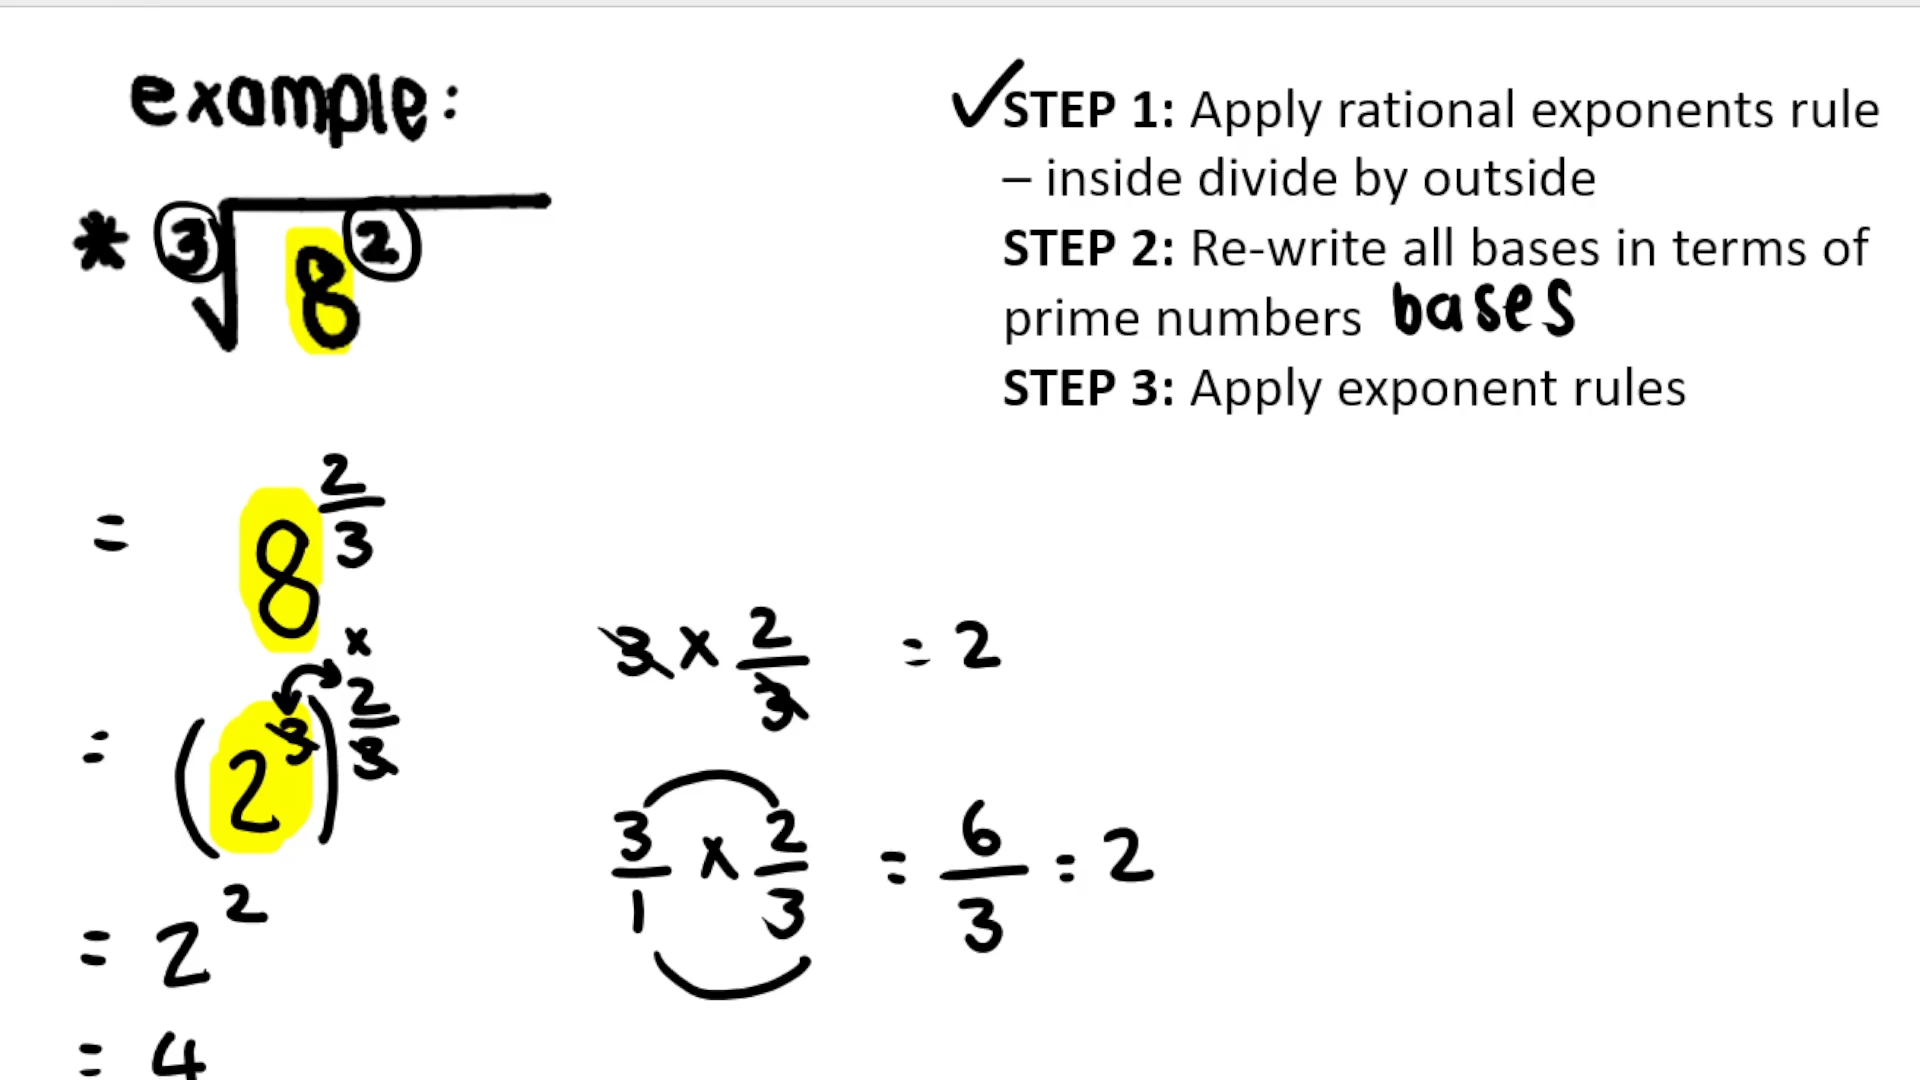 example:
* ∛8²
= 8^(2/3)
= (2^3)^(2/3)
×
= 2²
= 4
✓STEP 1: Apply rational exponents rule
– inside divide by outside
STEP 2: Re-write all bases in terms of
prime numbers bases
STEP 3: Apply exponent rules
3 × 2/3 = 2
3/1 × 2/3 = 6/3 = 2